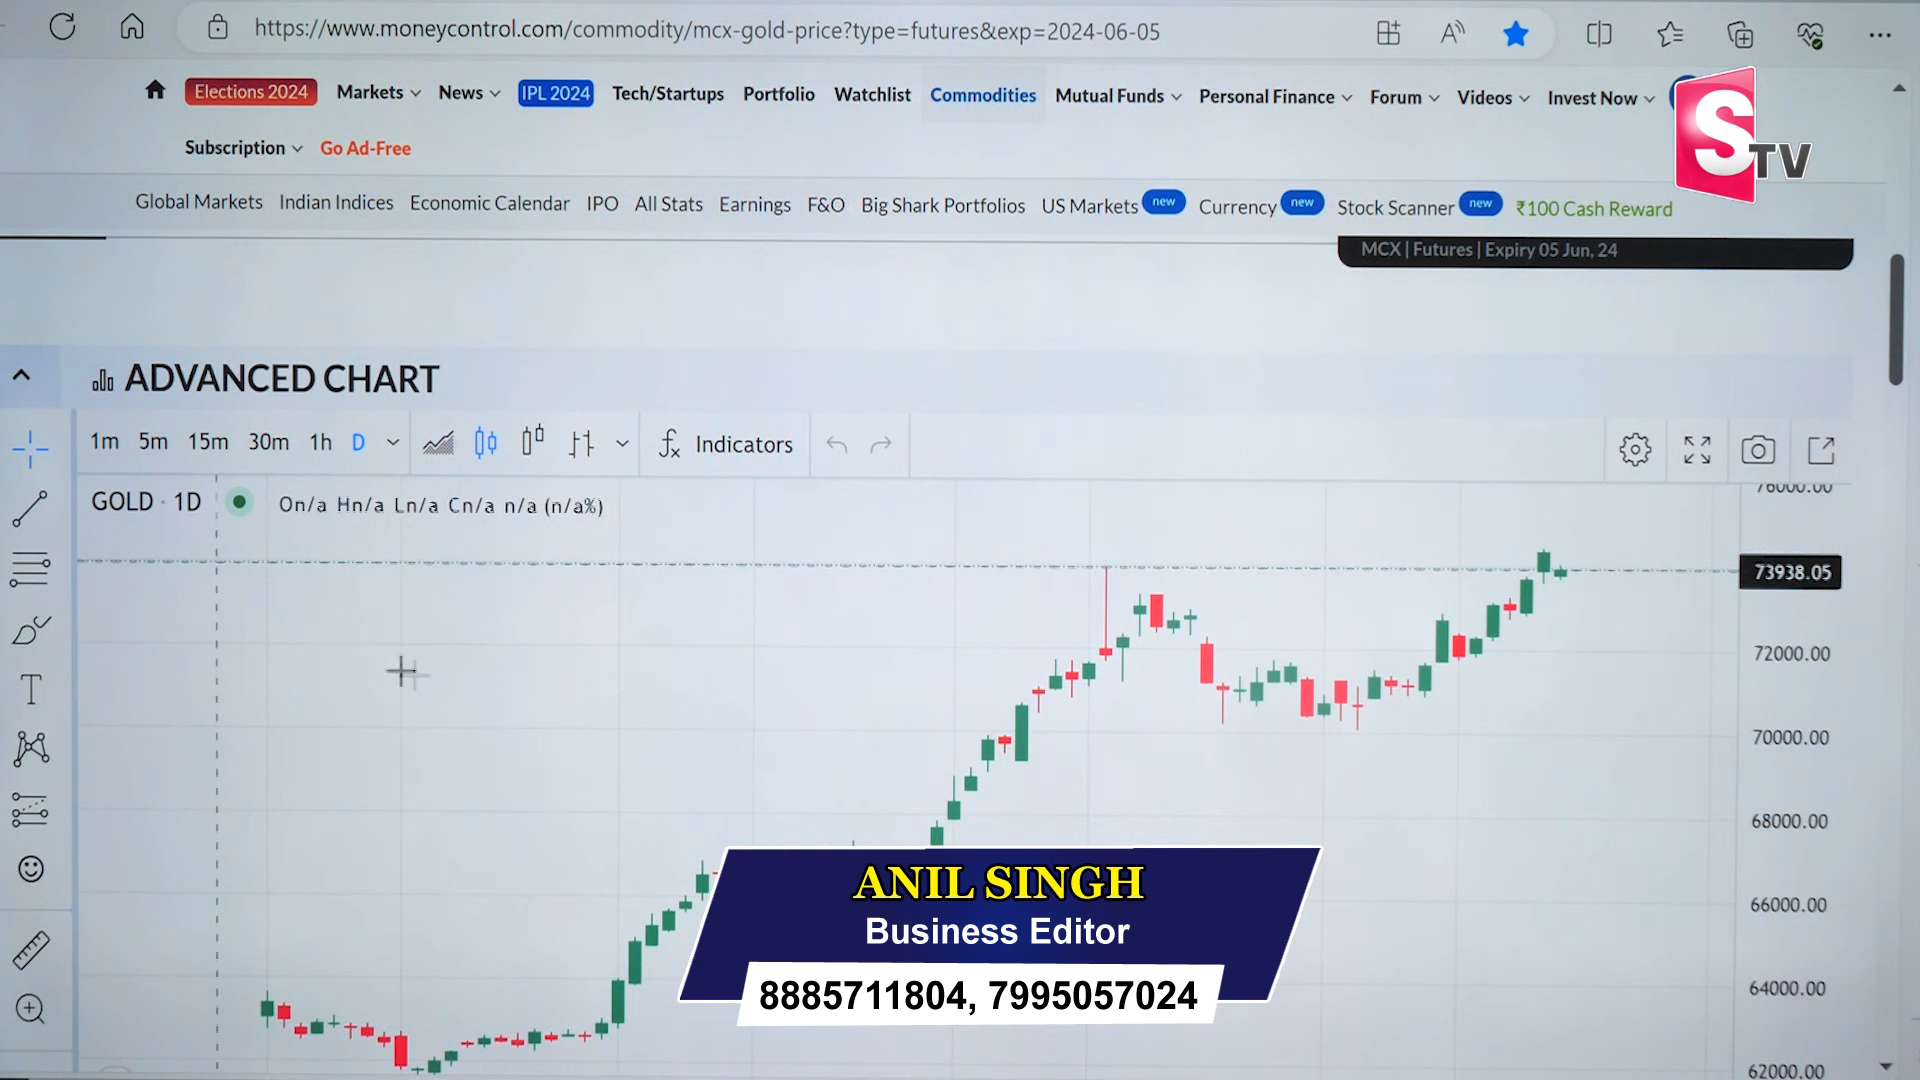 https://www.moneycontrol.com/commodity/mcx-gold-price?type=futures&exp=2024-06-05
Elections 2024 Markets News IPL 2024 Tech/Startups Portfolio Watchlist Commodities Mutual Funds Personal Finance Forum Videos Invest Now
S TV
Subscription Go Ad-Free
Global Markets Indian Indices Economic Calendar IPO All Stats Earnings F&O Big Shark Portfolios US Markets new Currency new Stock Scanner new ₹100 Cash Reward
MCX | Futures | Expiry 05 Jun, 24
ADVANCED CHART
1m 5m 15m 30m 1h D Indicators
GOLD · 1D On/a Hn/a Ln/a Cn/a n/a (n/a%)
76000.00
73938.05
72000.00
70000.00
68000.00
66000.00
64000.00
62000.00
ANIL SINGH
Business Editor
8885711804, 7995057024